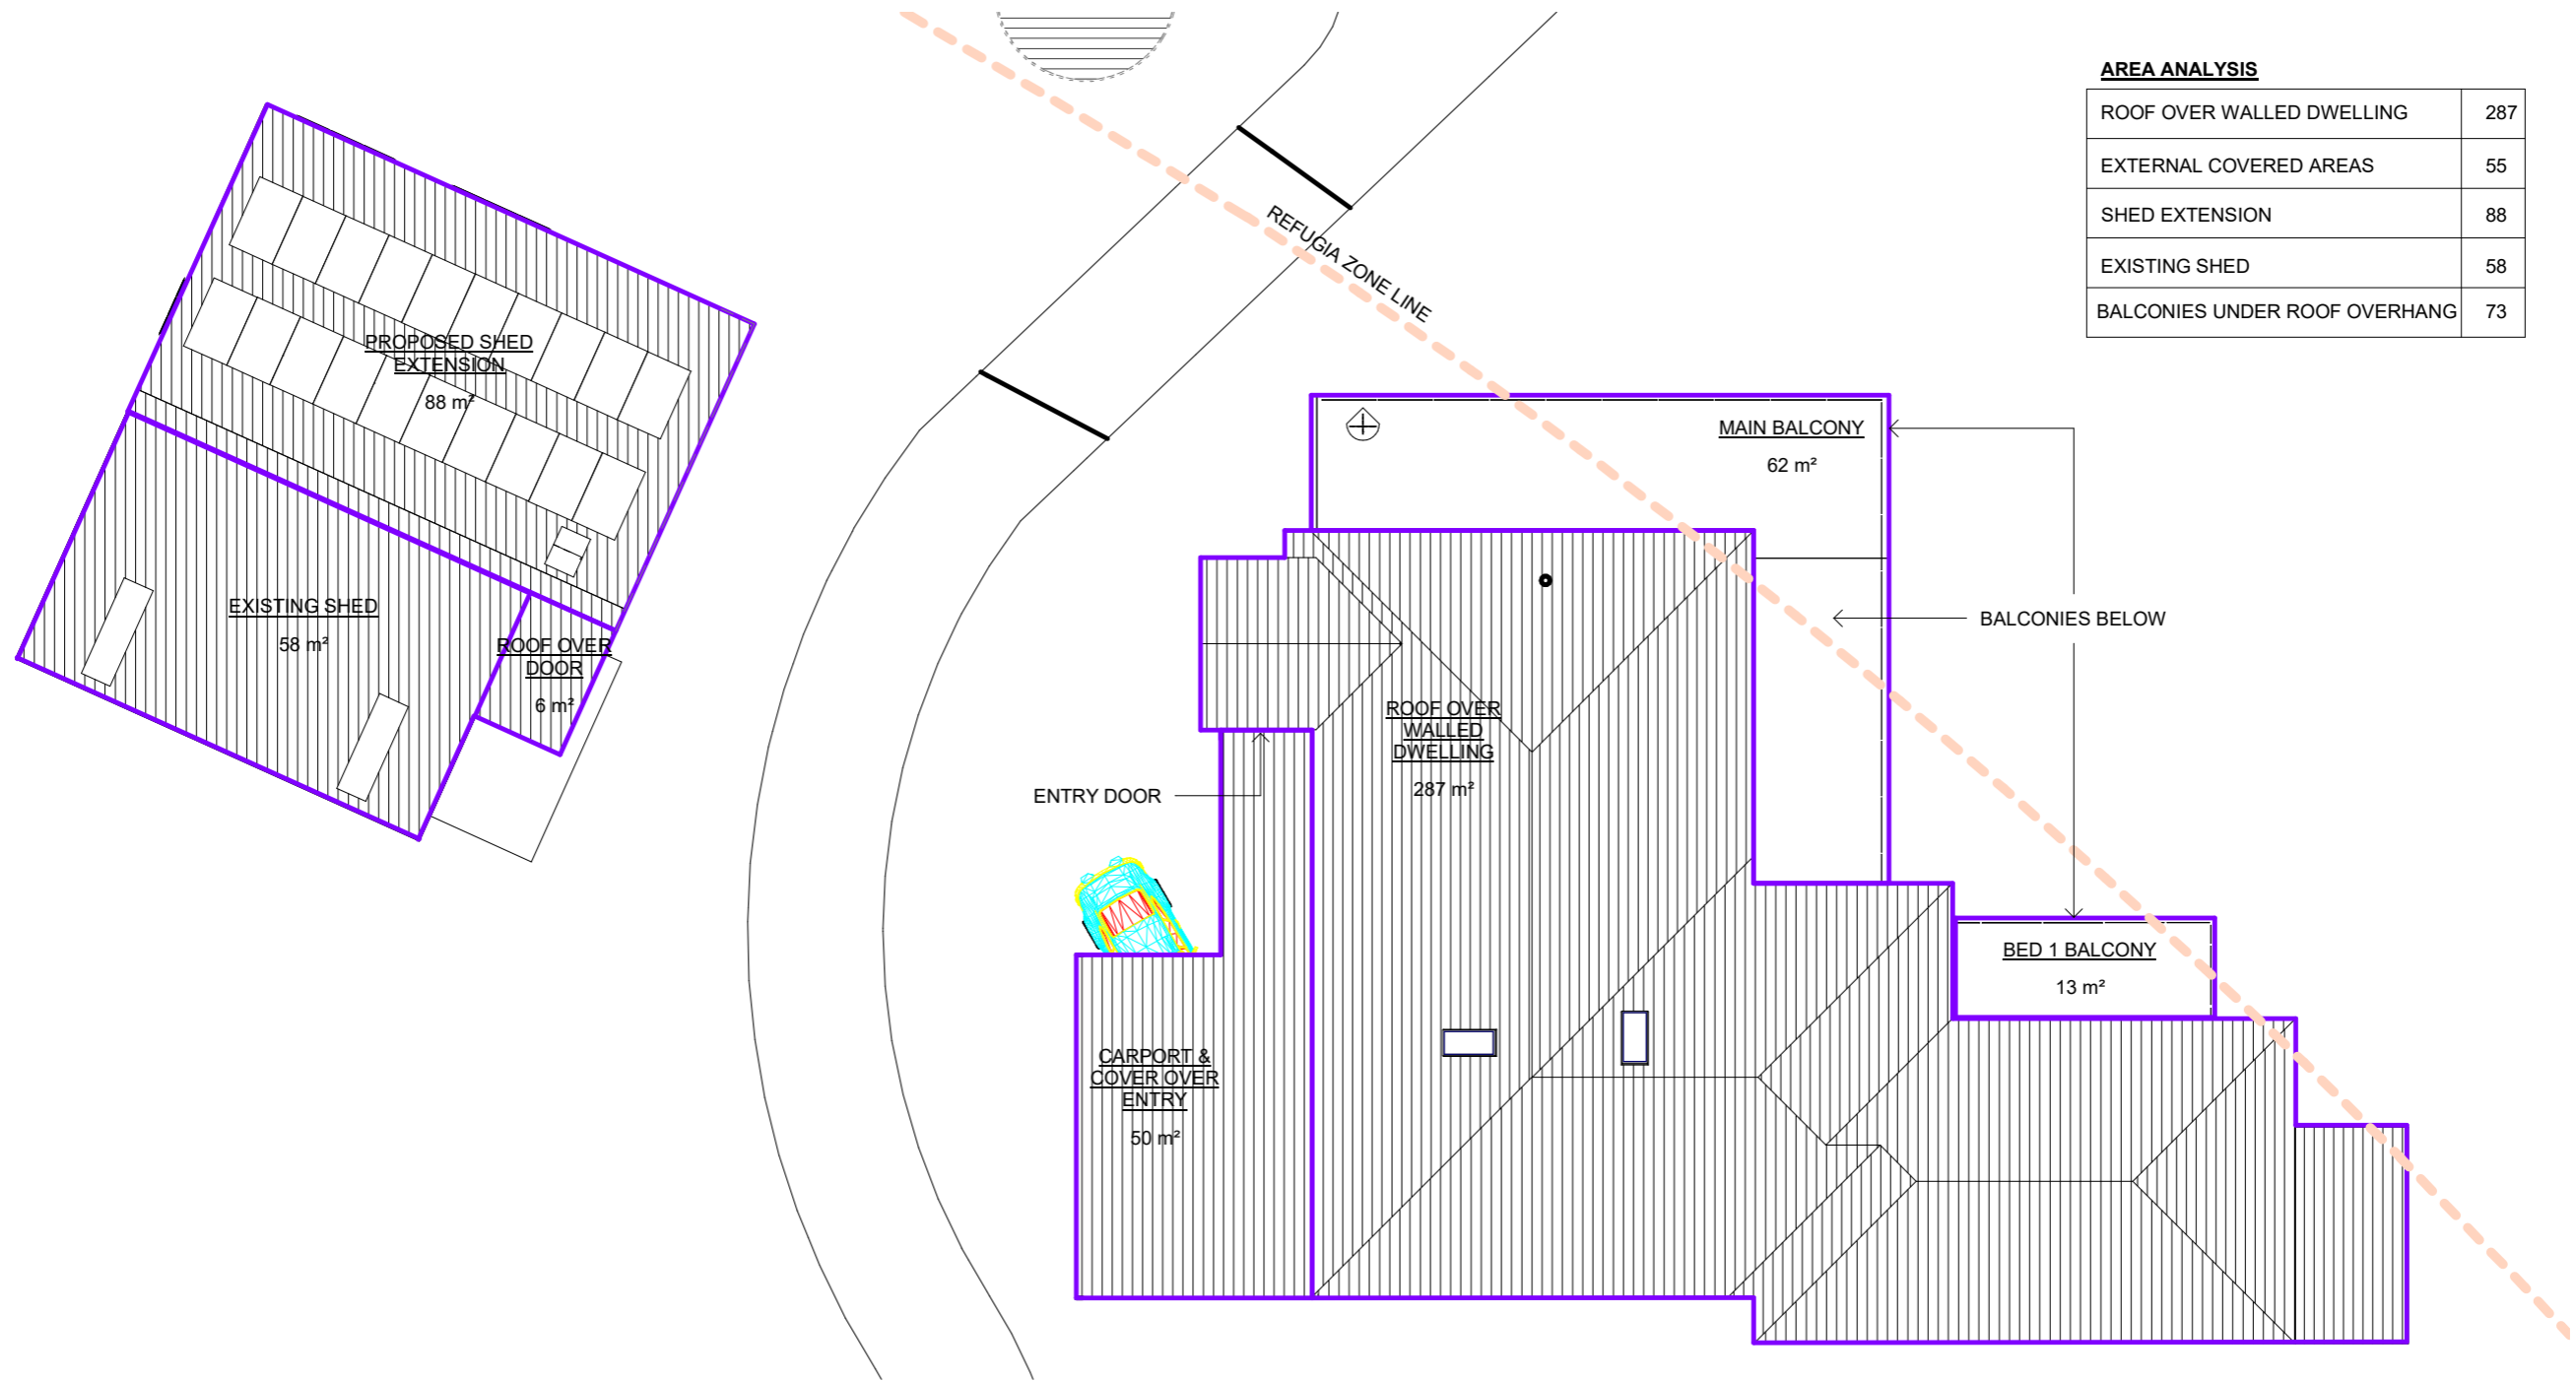 AREA ANALYSIS
ROOF OVER WALLED DWELLING 287
EXTERNAL COVERED AREAS 55
SHED EXTENSION 88
EXISTING SHED 58
BALCONIES UNDER ROOF OVERHANG 73
REFUGIA ZONE LINE
PROPOSED SHED
EXTENSION
88 m²
EXISTING SHED
58 m²
ROOF OVER
DOOR
6 m²
MAIN BALCONY
62 m²
BALCONIES BELOW
ROOF OVER
WALLED
DWELLING
287 m²
ENTRY DOOR
BED 1 BALCONY
13 m²
CARPORT &
COVER OVER
ENTRY
50 m²